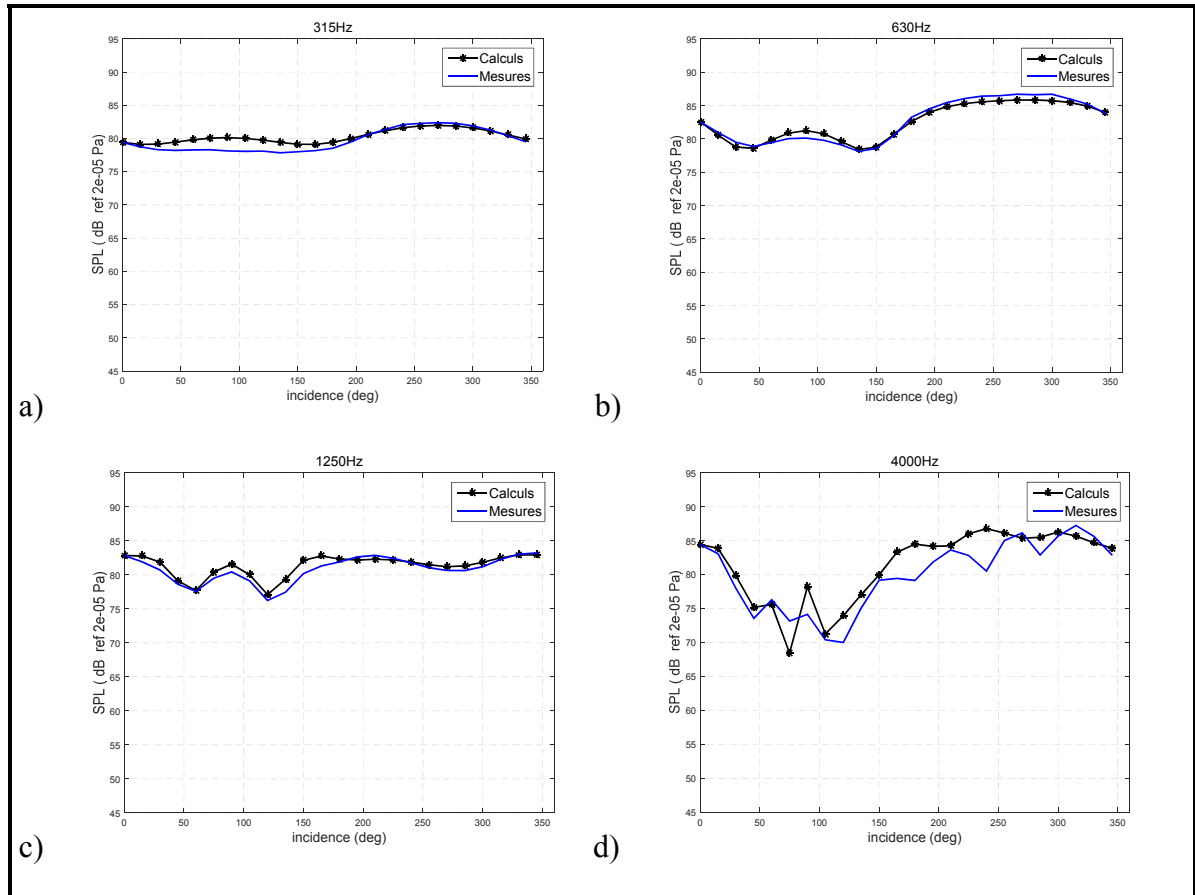 315Hz
95
90
85
80
75
70
65
60
55
50
45
SPL ( dB ref 2e-05 Pa)
Calculs
Mesures
0 50 100 150 200 250 300 350
incidence (deg)
a)
630Hz
95
90
85
80
75
70
65
60
55
50
45
SPL ( dB ref 2e-05 Pa)
Calculs
Mesures
0 50 100 150 200 250 300 350
incidence (deg)
b)
1250Hz
95
90
85
80
75
70
65
60
55
50
45
SPL ( dB ref 2e-05 Pa)
Calculs
Mesures
0 50 100 150 200 250 300 350
incidence (deg)
c)
4000Hz
95
90
85
80
75
70
65
60
55
50
45
SPL ( dB ref 2e-05 Pa)
Calculs
Mesures
0 50 100 150 200 250 300 350
incidence (deg)
d)